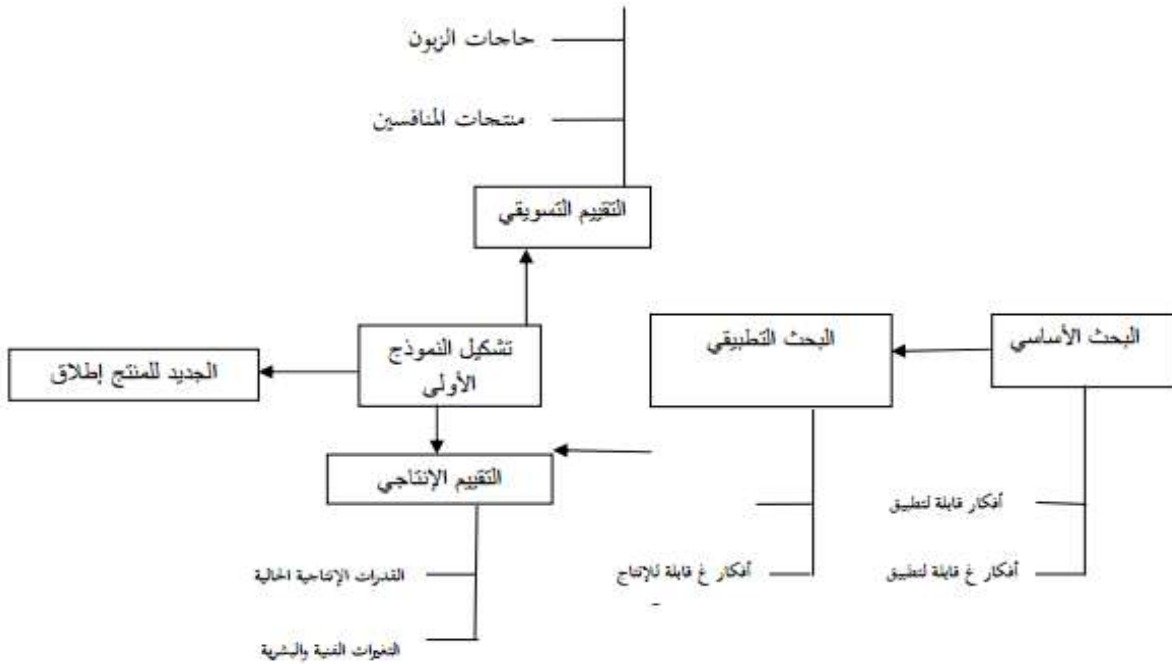 حاجات الزبون
منتجات المنافسين
التقييم التسويقي
البحث الأساسي
البحث التطبيقي
تشكيل النموذج
الأولى
الجديد للمنتج إطلاق
التقييم الإنتاجي
أفكار قابلة لتطبيق
أفكار غ قابلة لتطبيق
أفكار غ قابلة للإنتاج
القدرات الإنتاجية الحالية
التغيرات الفنية والبشرية